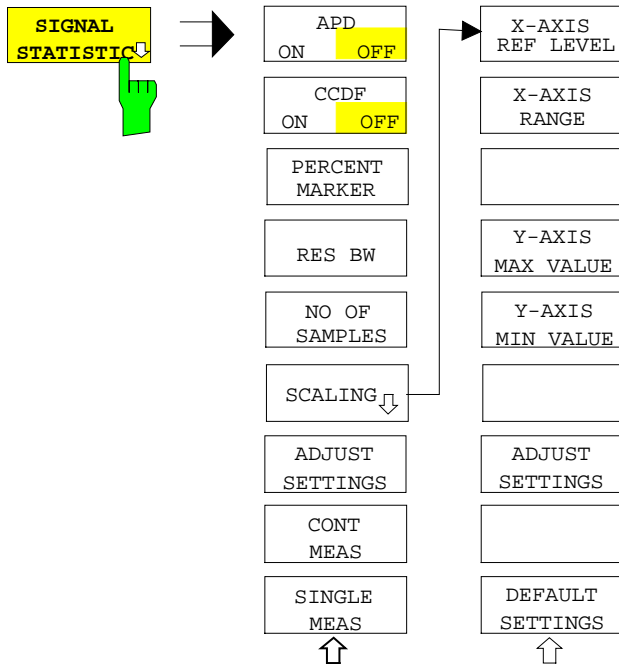 SIGNAL
STATISTIC
APD
ON OFF
CCDF
ON OFF
PERCENT
MARKER
RES BW
NO OF
SAMPLES
SCALING
ADJUST
SETTINGS
CONT
MEAS
SINGLE
MEAS
X-AXIS
REF LEVEL
X-AXIS
RANGE
Y-AXIS
MAX VALUE
Y-AXIS
MIN VALUE
ADJUST
SETTINGS
DEFAULT
SETTINGS